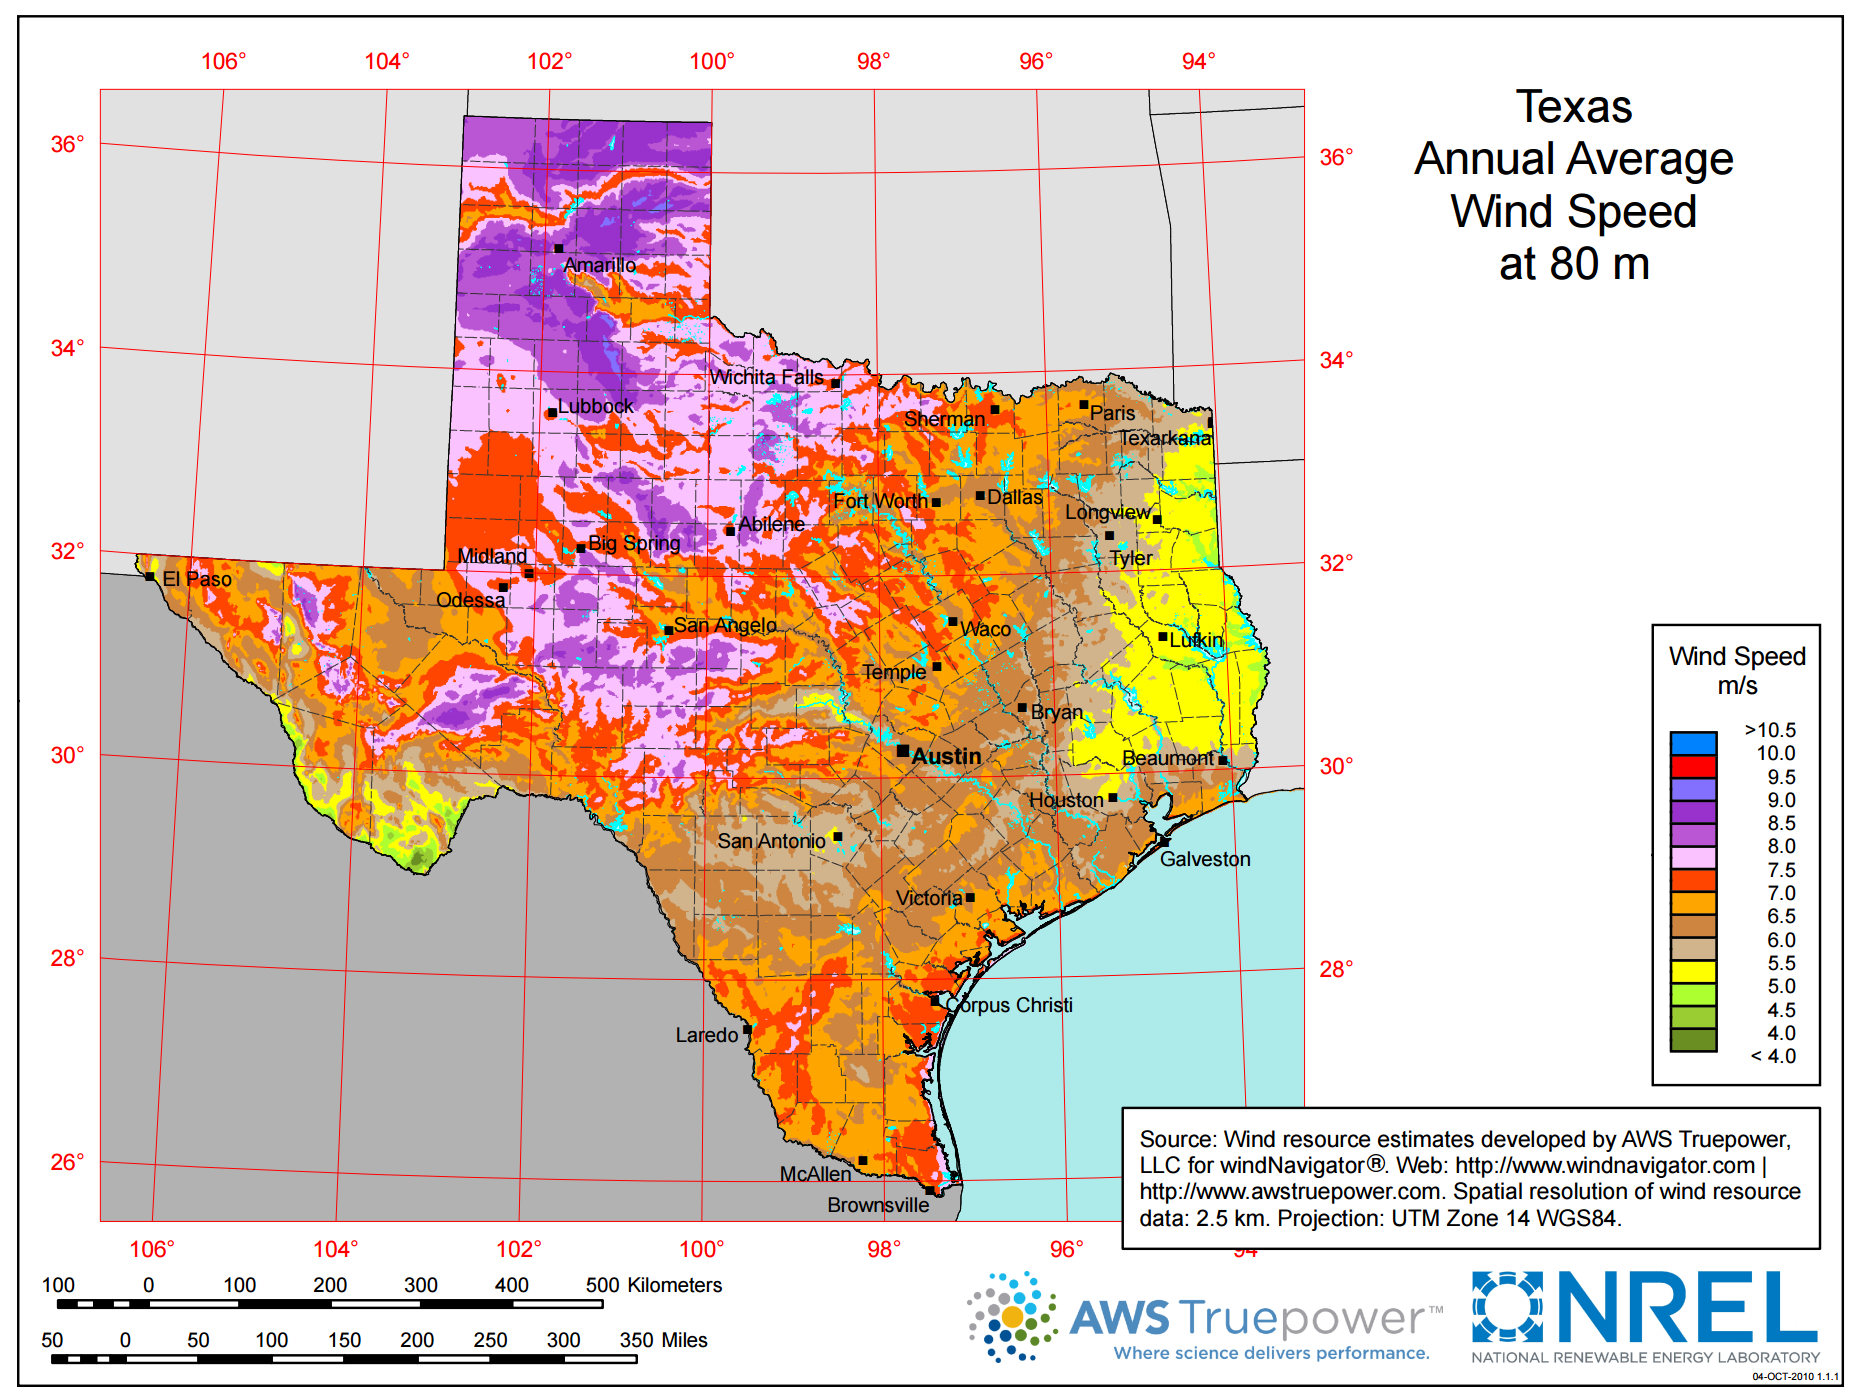 106° 104° 102° 100° 98° 96° 94°
Texas
Annual Average
Wind Speed
at 80 m
36° 36°
34° 34°
32° 32°
30° 30°
28° 28°
26°
Amarillo
Wichita Falls
Lubbock
Sherman
Paris
Texarkana
Fort Worth
Dallas
Longview
Abilene
Big Spring
Midland
Tyler
El Paso
Odessa
San Angelo
Waco
Lufkin
Temple
Bryan
Austin
Beaumont
Houston
San Antonio
Galveston
Victoria
Corpus Christi
Laredo
McAllen
Brownsville
Wind Speed
m/s
>10.5
10.0
9.5
9.0
8.5
8.0
7.5
7.0
6.5
6.0
5.5
5.0
4.5
4.0
< 4.0
Source: Wind resource estimates developed by AWS Truepower,
LLC for windNavigator®. Web: http://www.windnavigator.com |
http://www.awstruepower.com. Spatial resolution of wind resource
data: 2.5 km. Projection: UTM Zone 14 WGS84.
106° 104° 102° 100° 98° 96° 94°
100 0 100 200 300 400 500 Kilometers
50 0 50 100 150 200 250 300 350 Miles
AWS Truepower™
Where science delivers performance.
NREL
NATIONAL RENEWABLE ENERGY LABORATORY
04-OCT-2010 1.1.1